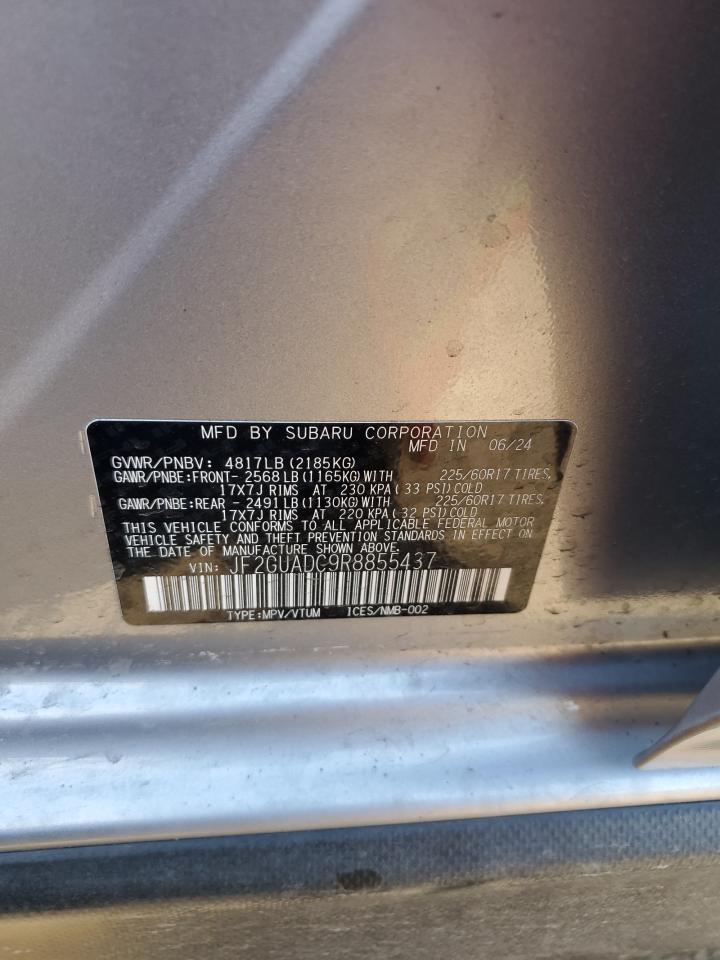 MFD BY SUBARU CORPORATION
MFD IN 06/24
GVWR/PNBV: 4817LB (2185KG)
GAWR/PNBE:FRONT- 2568 LB (1165KG) WITH 225/60R17 TIRES,
17X7J RIMS AT 230 KPA ( 33 PSI) COLD
GAWR/PNBE:REAR - 2491 LB (1130KG) WITH 225/60R17 TIRES,
17X7J RIMS AT 220 KPA ( 32 PSI) COLD
THIS VEHICLE CONFORMS TO ALL APPLICABLE FEDERAL MOTOR
VEHICLE SAFETY AND THEFT PREVENTION STANDARDS IN EFFECT ON
THE DATE OF MANUFACTURE SHOWN ABOVE.
VIN: JF2GUADC9R8855437
TYPE:MPV/VTUM ICES/NMB-002